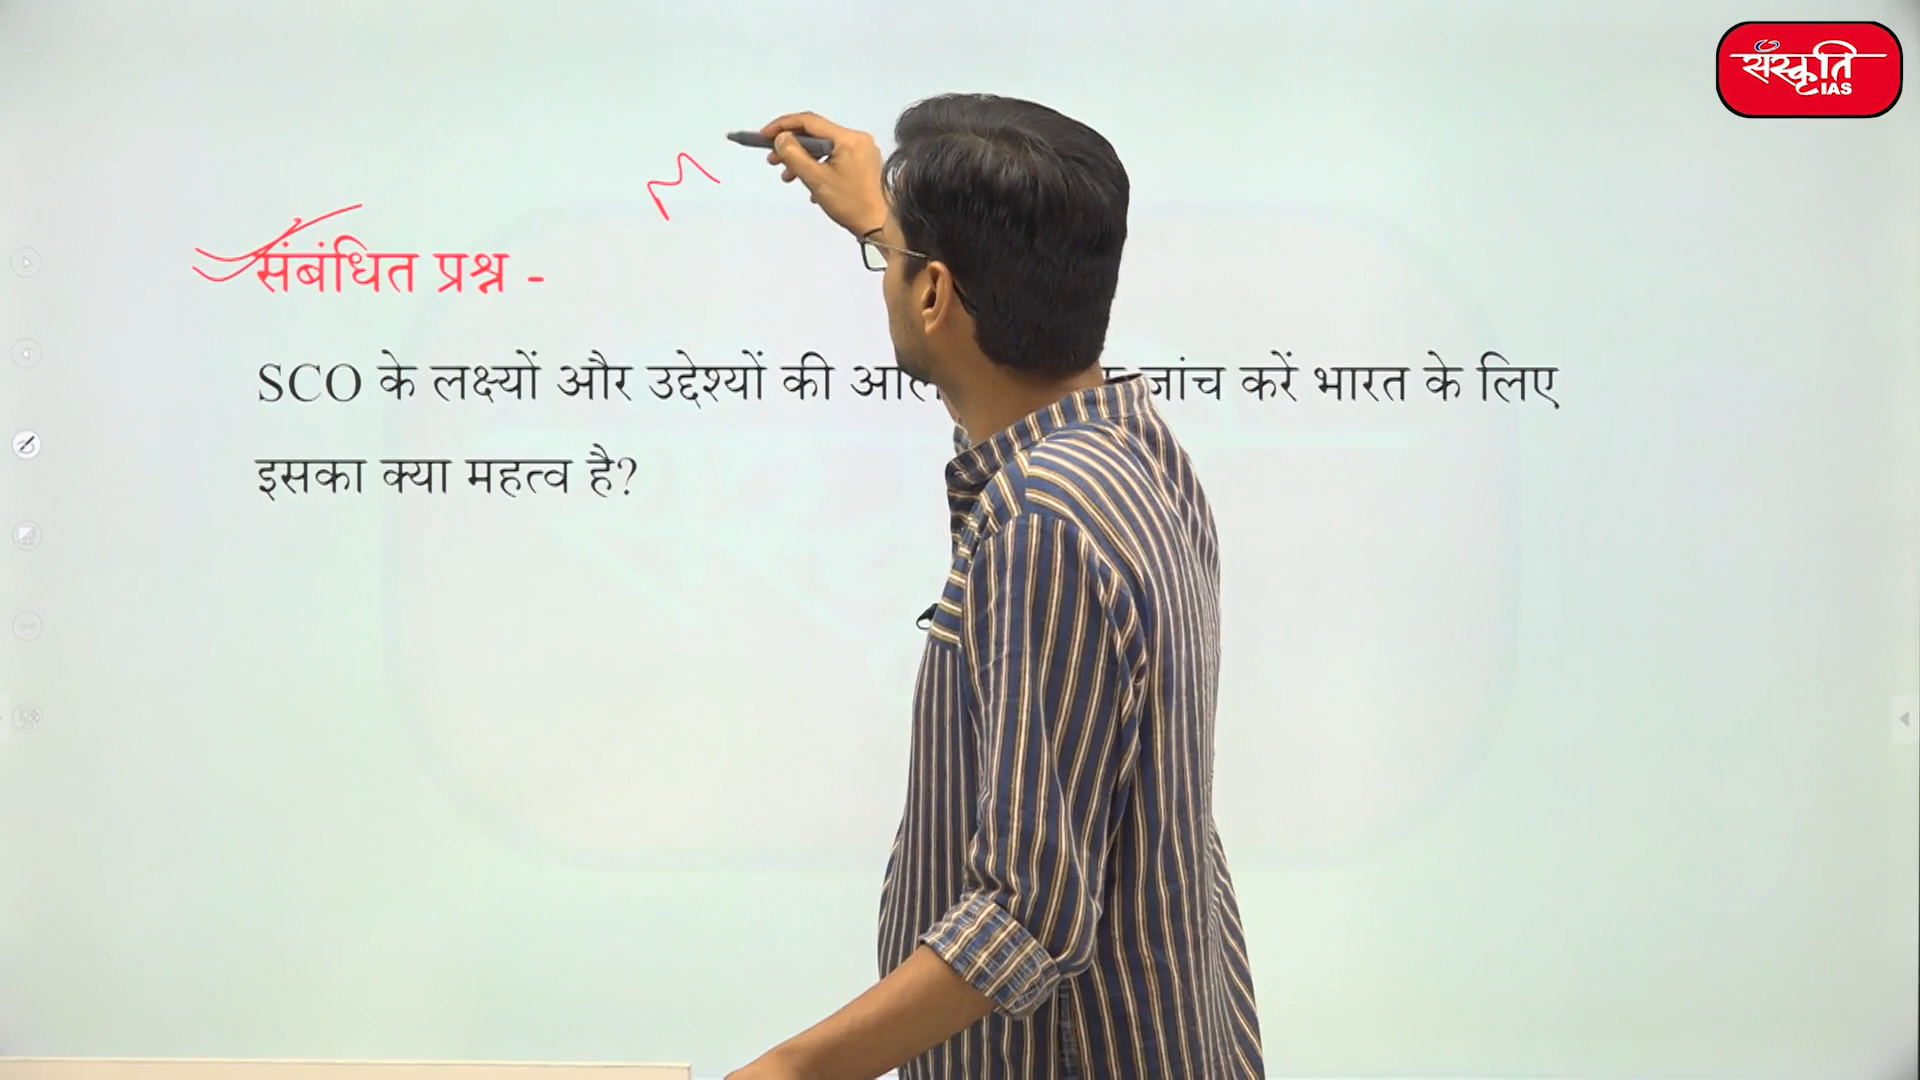 संस्कृति
IAS
संबंधित प्रश्न -
SCO के लक्ष्यों और उद्देश्यों की जांच करें भारत के लिए
इसका क्या महत्व है?